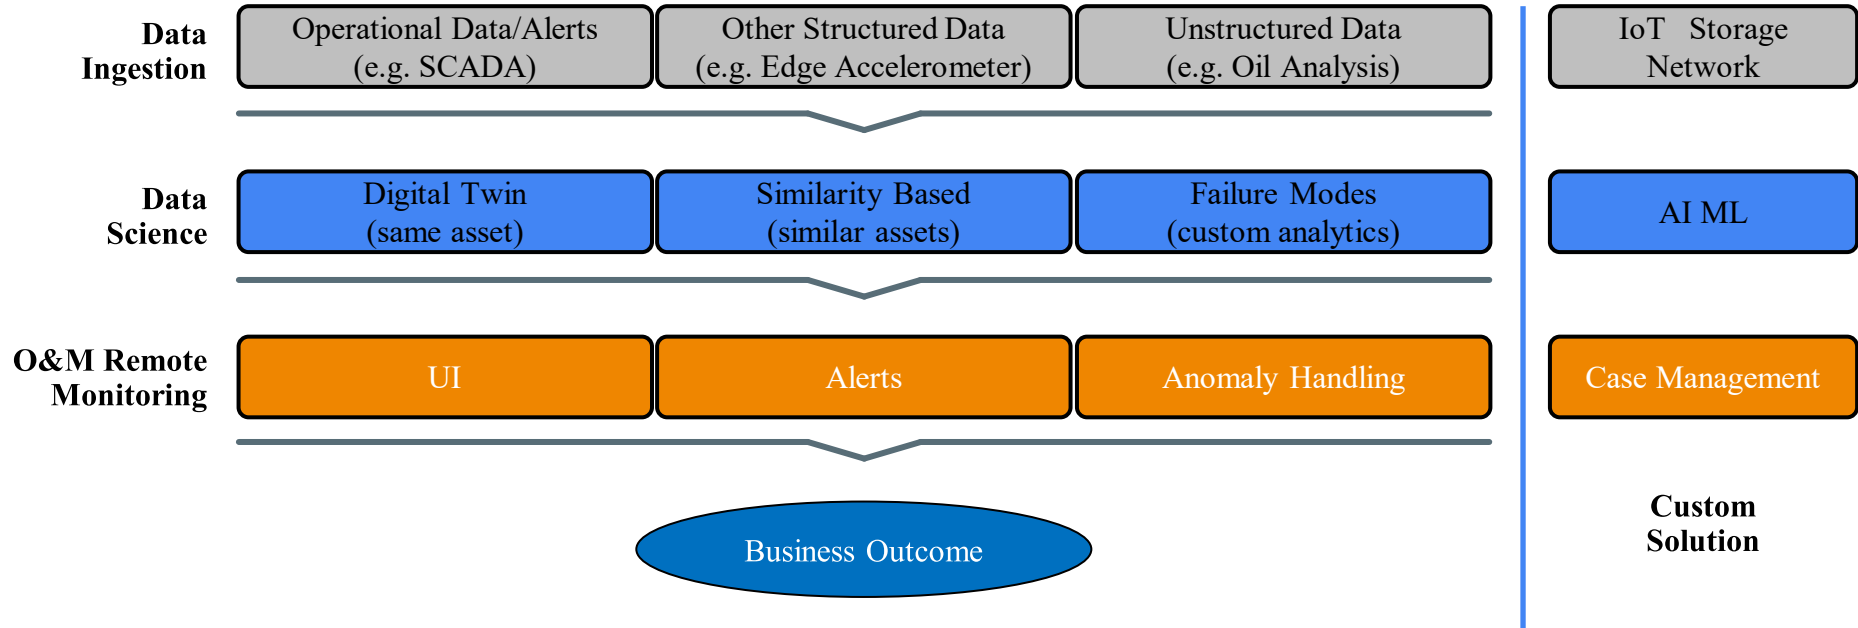 Data
Ingestion
Operational Data/Alerts
(e.g. SCADA)
Other Structured Data
(e.g. Edge Accelerometer)
Unstructured Data
(e.g. Oil Analysis)
IoT Storage
Network
Data
Science
Digital Twin
(same asset)
Similarity Based
(similar assets)
Failure Modes
(custom analytics)
AI ML
O&M Remote
Monitoring
UI
Alerts
Anomaly Handling
Case Management
Business Outcome
Custom
Solution